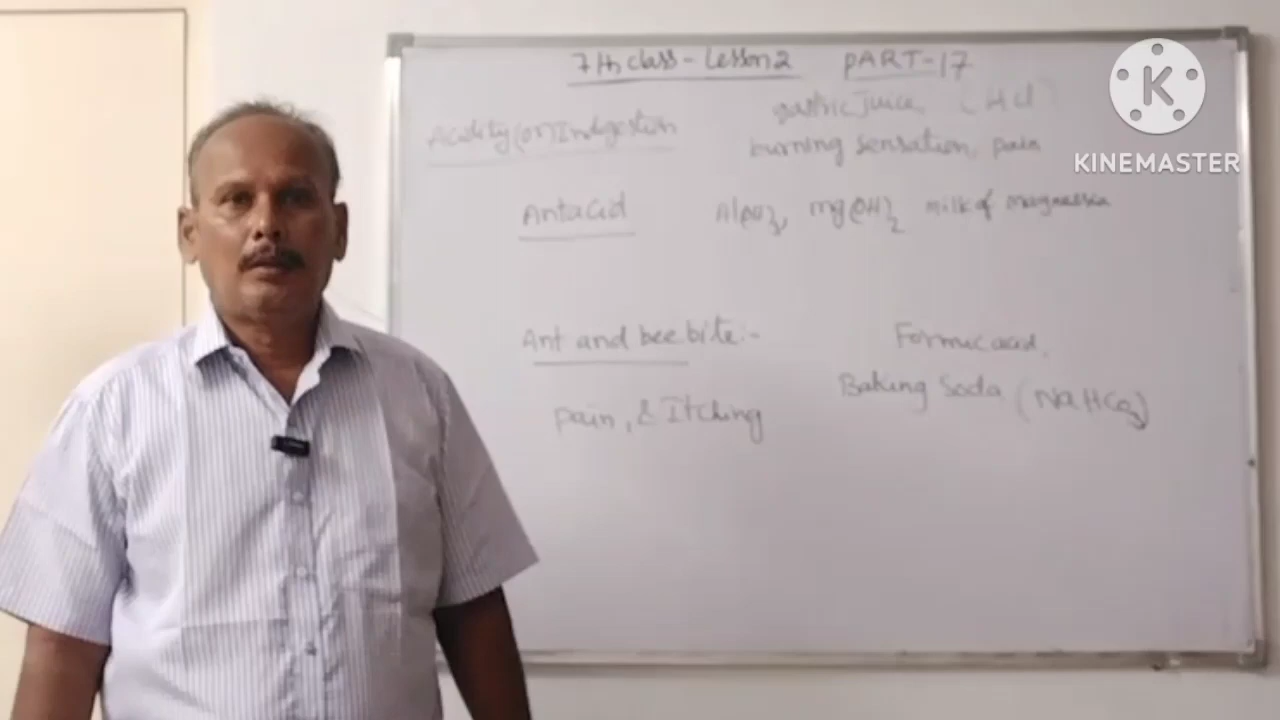 7th class - Lesson 2 PART-17
Acidity (or) Indigestion gastric juice (HCl)
burning sensation, pain
Antacid Al(OH)3, Mg(OH)2 milk of magnesia
Ant and bee bite:- Formic acid.
Baking Soda (NaHCO3)
Pain, & Itching
K
KINEMASTER